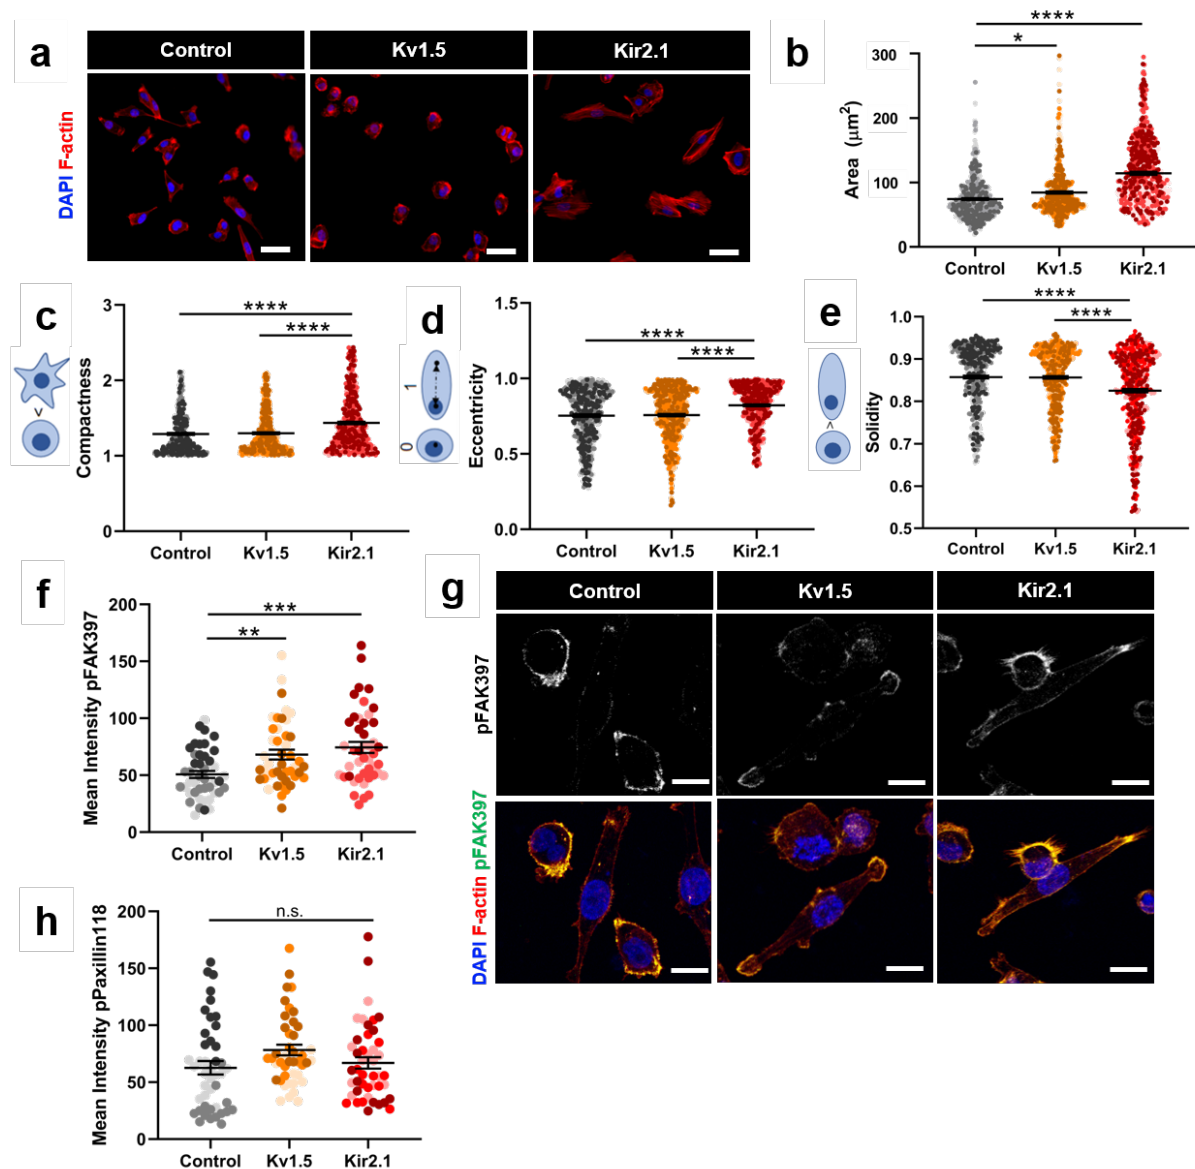 a
Control
Kv1.5
Kir2.1
DAPI F-actin
b
****
*
Area (μm²)
300
200
100
0
Control Kv1.5 Kir2.1
c
Compactness
3
2
1
0
****
****
<
Control Kv1.5 Kir2.1
d
1
0
Eccentricity
1.5
1.0
0.5
0.0
****
****
Control Kv1.5 Kir2.1
e
<
Solidity
1.0
0.9
0.8
0.7
0.6
0.5
****
****
Control Kv1.5 Kir2.1
f
Mean Intensity pFAK397
200
150
100
50
0
***
**
Control Kv1.5 Kir2.1
g
Control
Kv1.5
Kir2.1
pFAK397
DAPI F-actin pFAK397
h
Mean Intensity pPaxillin118
200
150
100
50
0
n.s.
Control Kv1.5 Kir2.1